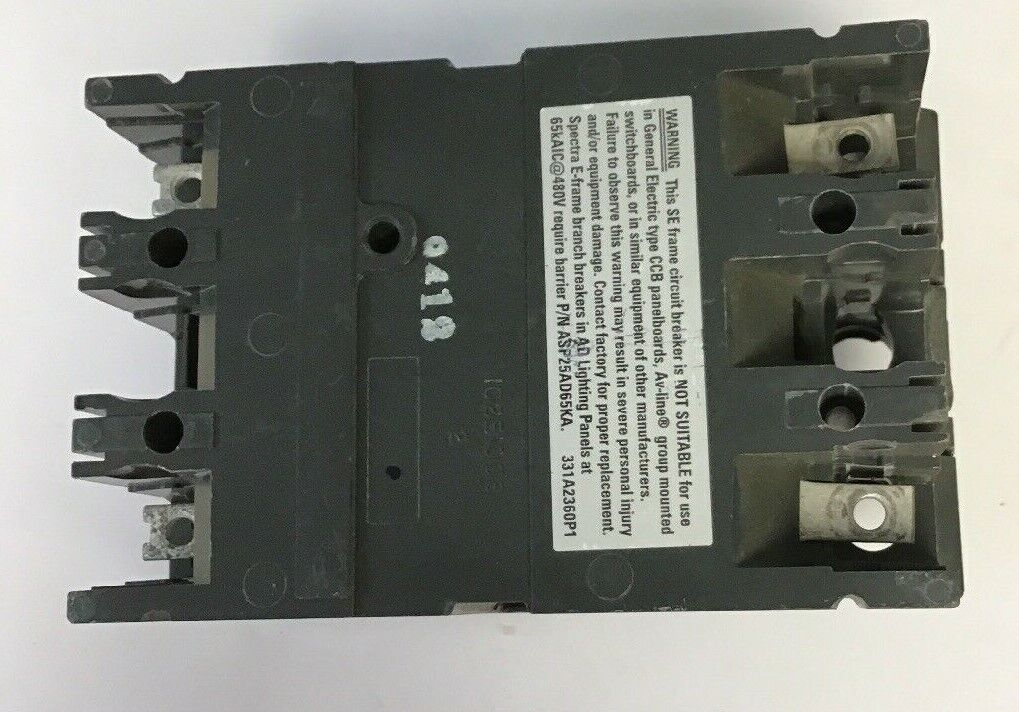 WARNING This SE frame circuit breaker is NOT SUITABLE for use
in General Electric type CCB panelboards, Av-line® group mounted
switchboards, or in similar equipment of other manufacturers.
Failure to observe this warning may result in severe personal injury
and/or equipment damage. Contact factory for proper replacement.
Spectra E-frame branch breakers in AD Lighting Panels at
65kAIC@480V require barrier P/N ASP25AD65KA. 331A2360P1
0412